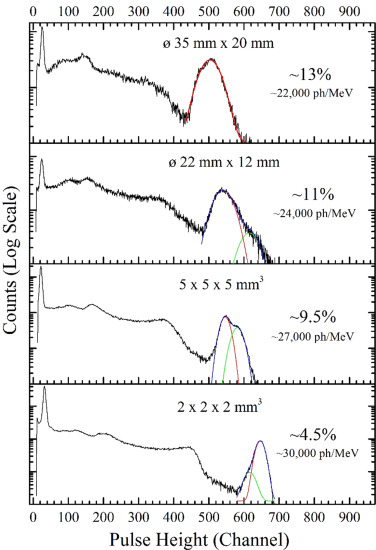 0 100 200 300 400 500 600 700 800 900
ø 35 mm x 20 mm
~13%
~22,000 ph/MeV
ø 22 mm x 12 mm
~11%
~24,000 ph/MeV
5 x 5 x 5 mm³
~9.5%
~27,000 ph/MeV
2 x 2 x 2 mm³
~4.5%
~30,000 ph/MeV
Counts (Log Scale)
0 100 200 300 400 500 600 700 800 900
Pulse Height (Channel)